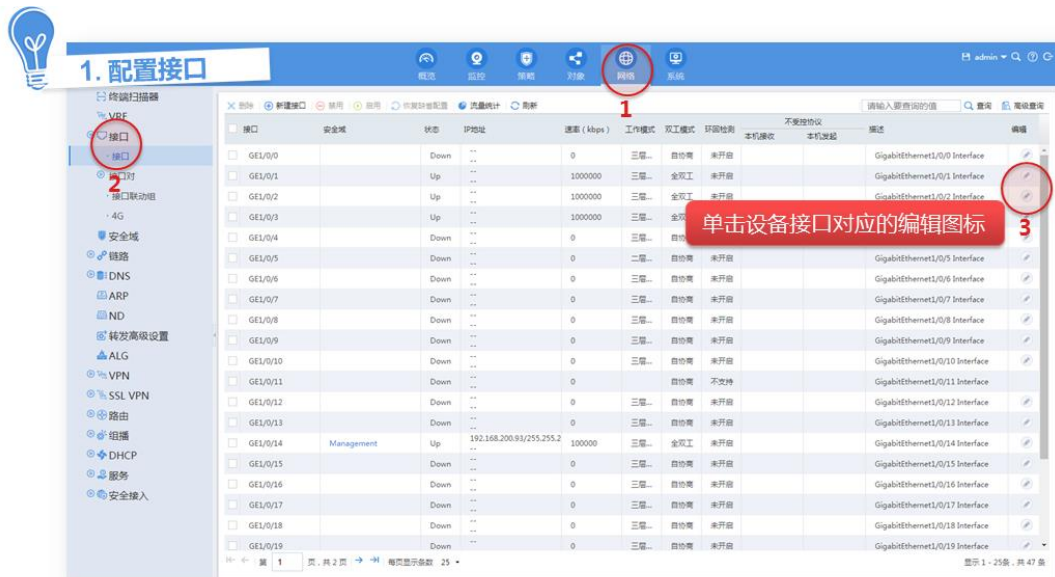 1. 配置接口
概览 监控 策略 对象 网络 系统
admin
1
终端扫描器
VRF
接口
接口
2
接口对
接口联动组
4G
安全域
链路
DNS
ARP
ND
转发高级设置
ALG
VPN
SSL VPN
路由
组播
DHCP
服务
安全接入
删除 新建接口 禁用 启用 恢复缺省配置 流量统计 刷新 请输入要查询的值 查询 高级查询
接口 安全域 状态 IP地址 速率（kbps） 工作模式 双工模式 环回检测 不受控协议 描述 编辑
本机接收 本机发起
GE1/0/0 Down -- -- 0 三层... 自协商 未开启 GigabitEthernet1/0/0 Interface
GE1/0/1 Up -- -- 1000000 三层... 全双工 未开启 GigabitEthernet1/0/1 Interface
GE1/0/2 Up -- -- 1000000 三层... 全双工 未开启 GigabitEthernet1/0/2 Interface
GE1/0/3 Up -- -- 1000000 三层... 全双
单击设备接口对应的编辑图标
3
GE1/0/4 Down -- -- 0 三层... 自协
GE1/0/5 Down -- -- 0 二层... 自协商 未开启 GigabitEthernet1/0/5 Interface
GE1/0/6 Down -- -- 0 三层... 自协商 未开启 GigabitEthernet1/0/6 Interface
GE1/0/7 Down -- -- 0 三层... 自协商 未开启 GigabitEthernet1/0/7 Interface
GE1/0/8 Down -- -- 0 三层... 自协商 未开启 GigabitEthernet1/0/8 Interface
GE1/0/9 Down -- -- 0 三层... 自协商 未开启 GigabitEthernet1/0/9 Interface
GE1/0/10 Down -- -- 0 三层... 自协商 未开启 GigabitEthernet1/0/10 Interface
GE1/0/11 Down -- -- 0 自协商 不支持 GigabitEthernet1/0/11 Interface
GE1/0/12 Down -- -- 0 三层... 自协商 未开启 GigabitEthernet1/0/12 Interface
GE1/0/13 Down -- -- 0 三层... 自协商 未开启 GigabitEthernet1/0/13 Interface
GE1/0/14 Management Up 192.168.200.93/255.255.2 -- 100000 三层... 全双工 未开启 GigabitEthernet1/0/14 Interface
GE1/0/15 Down -- -- 0 三层... 自协商 未开启 GigabitEthernet1/0/15 Interface
GE1/0/16 Down -- -- 0 三层... 自协商 未开启 GigabitEthernet1/0/16 Interface
GE1/0/17 Down -- -- 0 三层... 自协商 未开启 GigabitEthernet1/0/17 Interface
GE1/0/18 Down -- -- 0 三层... 自协商 未开启 GigabitEthernet1/0/18 Interface
GE1/0/19 Down -- 0 三层... 自协商 未开启 GigabitEthernet1/0/19 Interface
第 1 页，共 2 页 每页显示条数 25 显示 1 - 25条，共 47 条